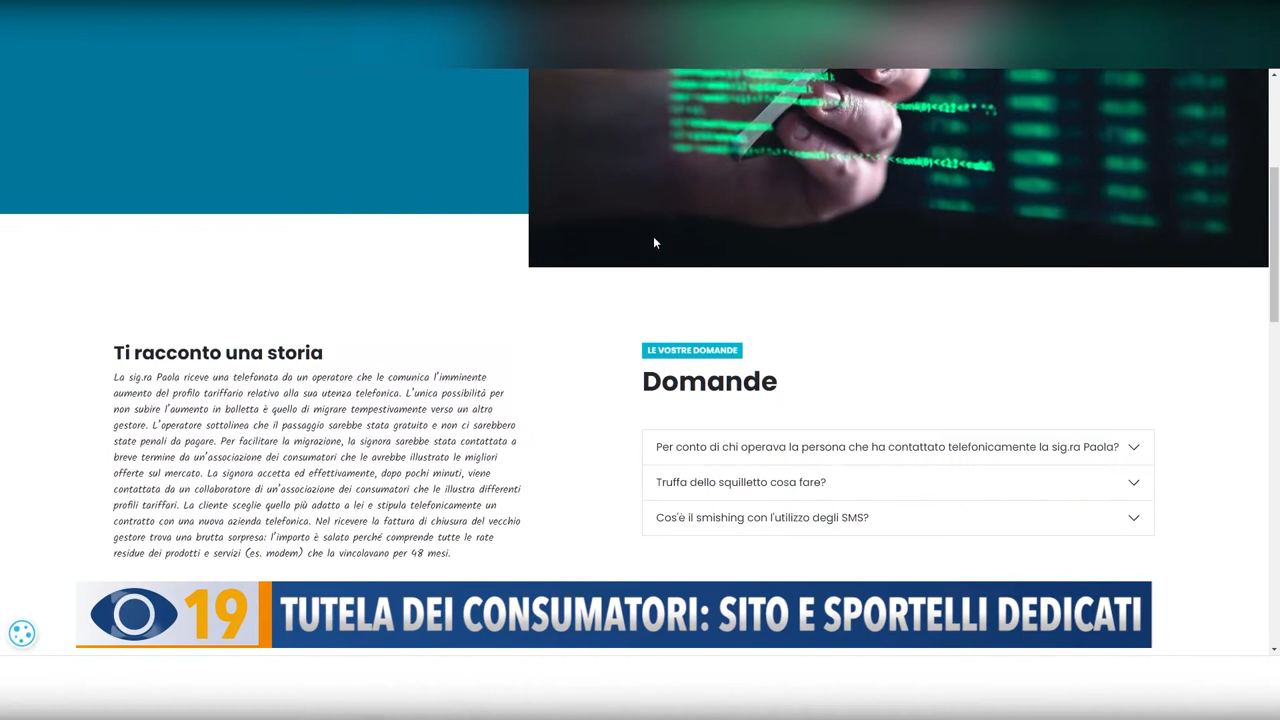 Ti racconto una storia
La sig.ra Paola riceve una telefonata da un operatore che le comunica l'imminente
aumento del profilo tariffario relativo alla sua utenza telefonica. L'unica possibilità per
non subire l'aumento in bolletta è quello di migrare tempestivamente verso un altro
gestore. L'operatore sottolinea che il passaggio sarebbe stata gratuito e non ci sarebbero
state penali da pagare. Per facilitare la migrazione, la signora sarebbe stata contattata a
breve termine da un'associazione dei consumatori che le avrebbe illustrato le migliori
offerte sul mercato. La signora accetta ed effettivamente, dopo pochi minuti, viene
contattata da un collaboratore di un'associazione dei consumatori che le illustra differenti
profili tariffari. La cliente sceglie quello più adatto a lei e stipula telefonicamente un
contratto con una nuova azienda telefonica. Nel ricevere la fattura di chiusura del vecchio
gestore trova una brutta sorpresa: l'importo è salato perché comprende tutte le rate
residue dei prodotti e servizi (es. modem) che la vincolavano per 48 mesi.
LE VOSTRE DOMANDE
Domande
Per conto di chi operava la persona che ha contattato telefonicamente la sig.ra Paola?
Truffa dello squilletto cosa fare?
Cos'è il smishing con l'utilizzo degli SMS?
19 TUTELA DEI CONSUMATORI: SITO E SPORTELLI DEDICATI